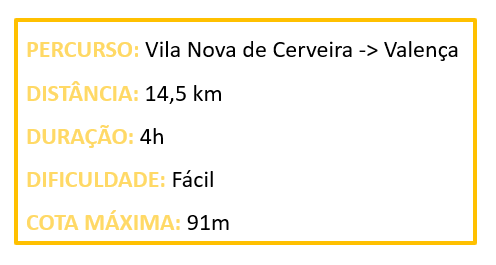 PERCURSO: Vila Nova de Cerveira -> Valença
DISTÂNCIA: 14,5 km
DURAÇÃO: 4h
DIFICULDADE: Fácil
COTA MÁXIMA: 91m